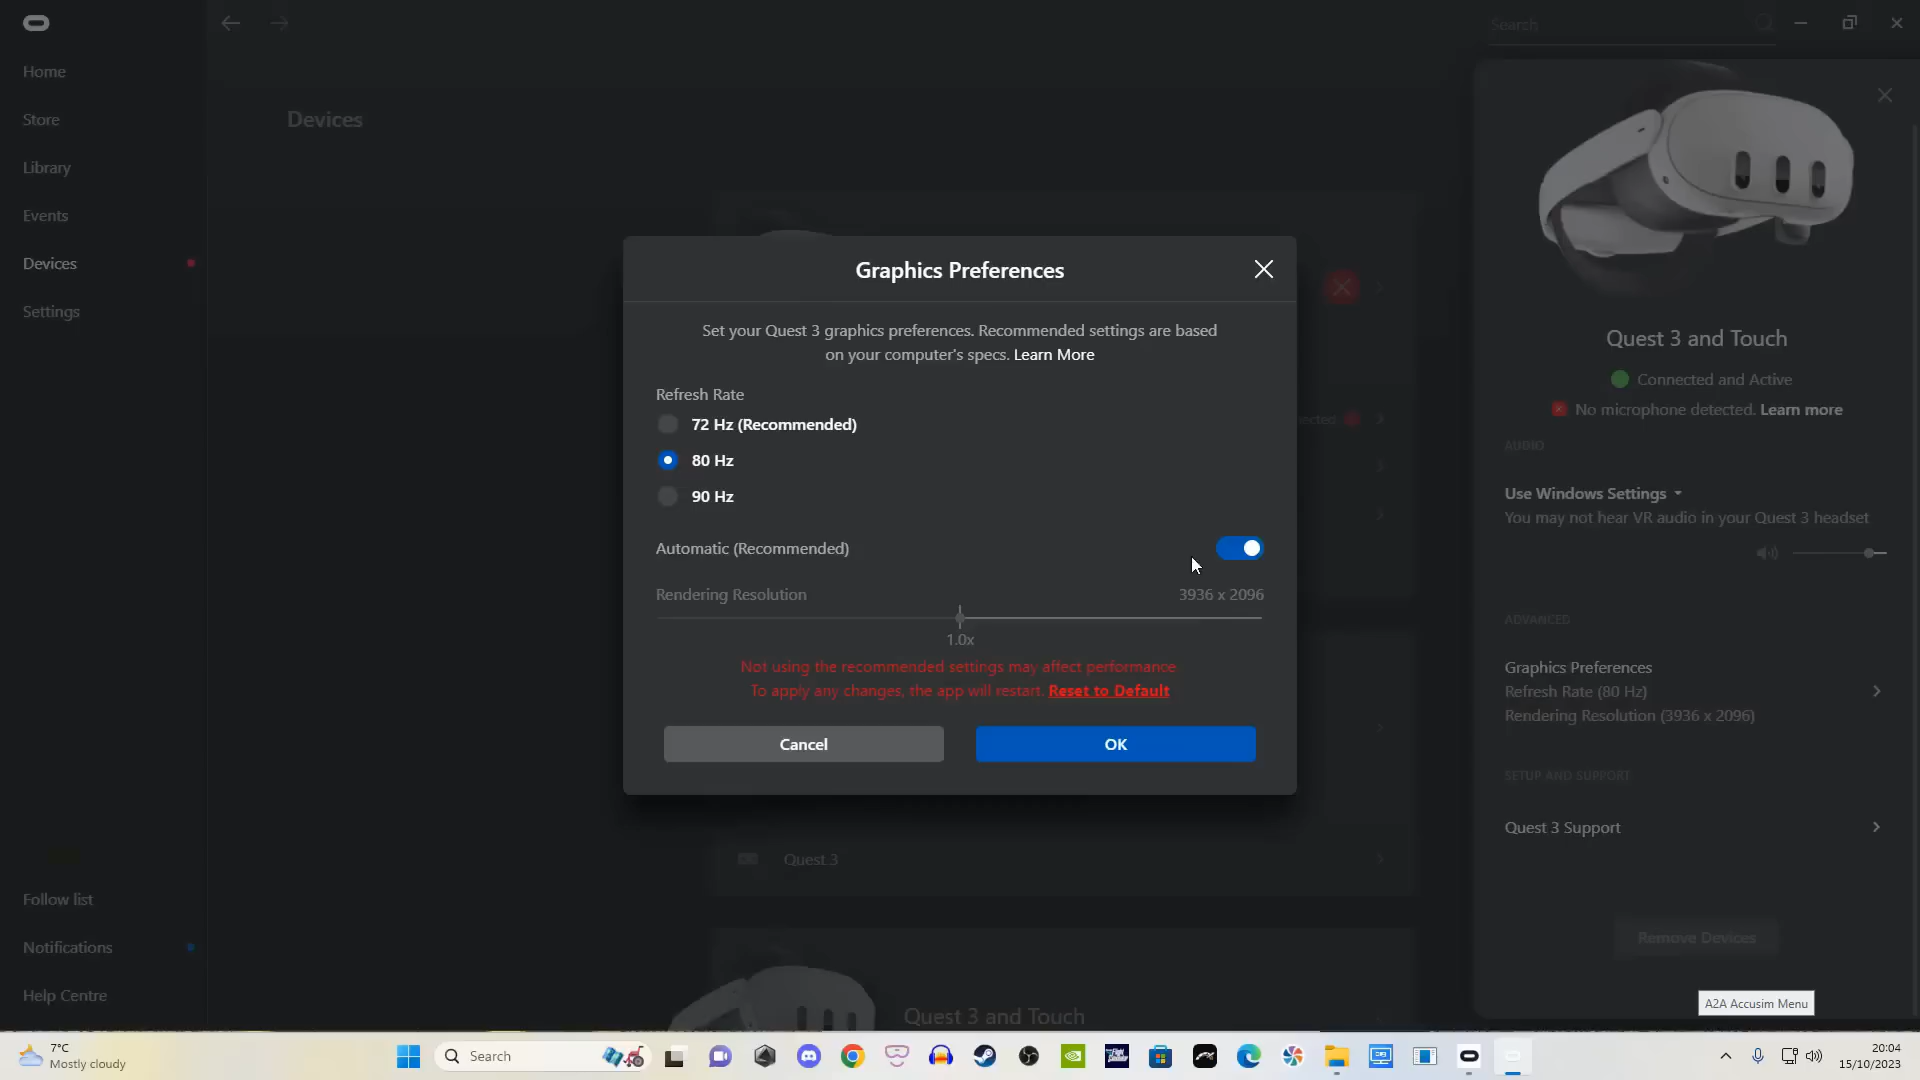 Search
Home
Store
Library
Events
Devices
Settings
Follow list
Notifications
Help Centre
Devices
Graphics Preferences
Set your Quest 3 graphics preferences. Recommended settings are based
on your computer's specs. Learn More
Refresh Rate
72 Hz (Recommended)
80 Hz
90 Hz
Automatic (Recommended)
Rendering Resolution 3936 x 2096
1.0x
Not using the recommended settings may affect performance
To apply any changes, the app will restart. Reset to Default
Cancel OK
Quest 3
Quest 3 and Touch
Quest 3 and Touch
Connected and Active
No microphone detected. Learn more
AUDIO
Use Windows Settings
You may not hear VR audio in your Quest 3 headset
ADVANCED
Graphics Preferences
Refresh Rate (80 Hz)
Rendering Resolution (3936 x 2096)
SETUP AND SUPPORT
Quest 3 Support
Remove Devices
A2A Accusim Menu
7°C
Mostly cloudy
Search
20:04
15/10/2023